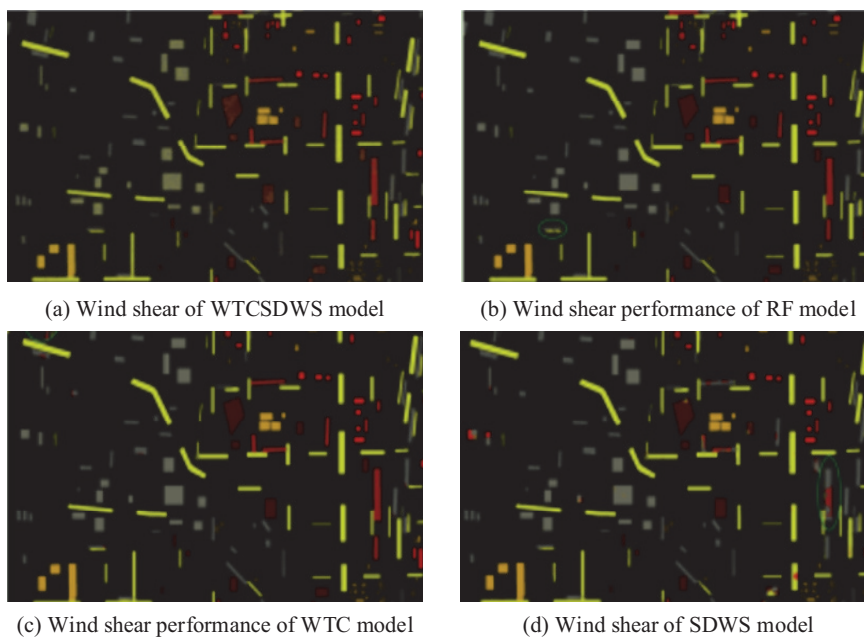 (a) Wind shear of WTCSDWS model
(b) Wind shear performance of RF model
(c) Wind shear performance of WTC model
(d) Wind shear of SDWS model